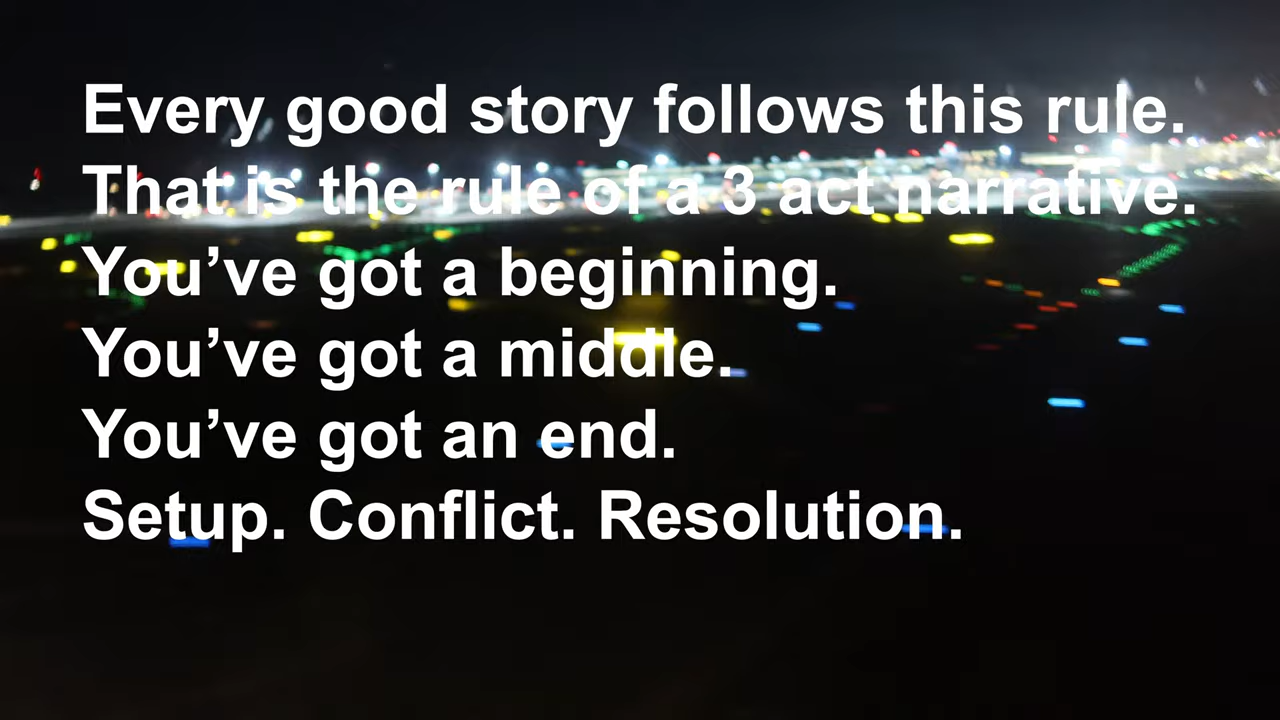 Every good story follows this rule.
That is the rule of a 3 act narrative.
You’ve got a beginning.
You’ve got a middle.
You’ve got an end.
Setup. Conflict. Resolution.